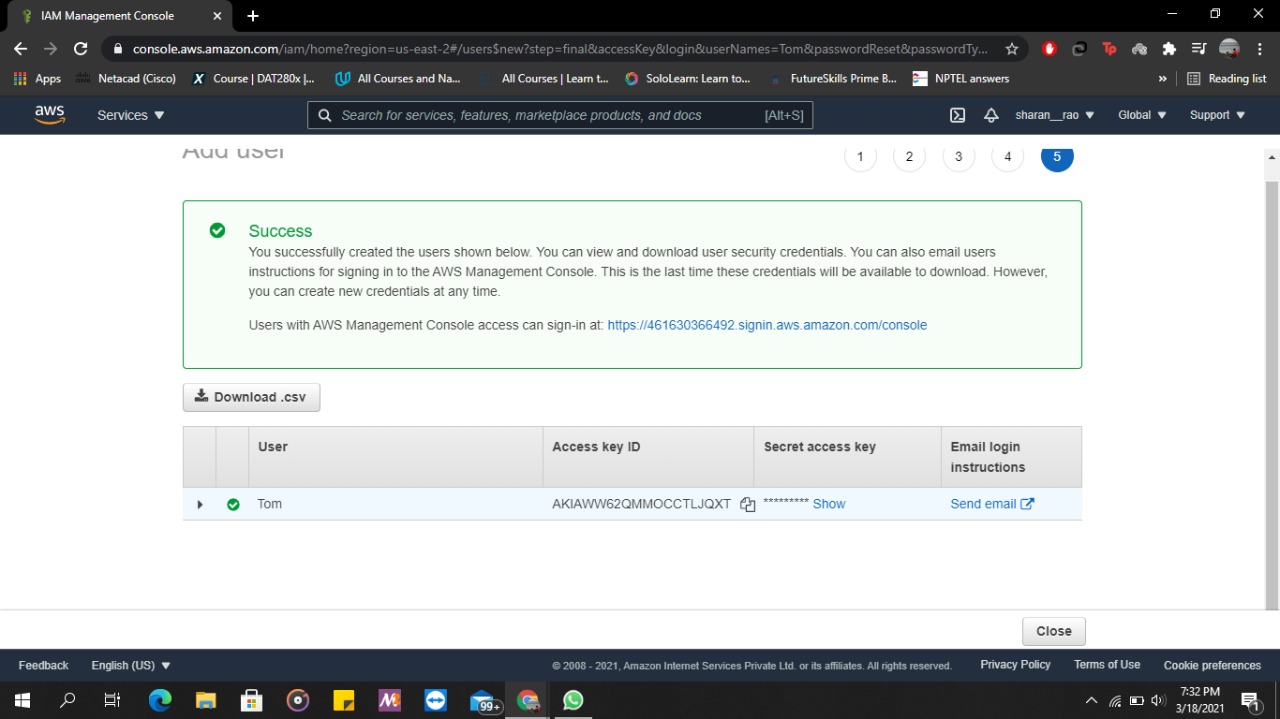 IAM Management Console
console.aws.amazon.com/iam/home?region=us-east-2#/users$new?step=final&accessKey&login&userNames=Tom&passwordReset&passwordTy...
Apps Netacad (Cisco) Course | DAT280x |... All Courses and Na... All Courses | Learn t... SoloLearn: Learn to... FutureSkills Prime B... NPTEL answers » Reading list
aws Services Search for services, features, marketplace products, and docs [Alt+S] sharan__rao Global Support
Add user 1 2 3 4 5
Success
You successfully created the users shown below. You can view and download user security credentials. You can also email users
instructions for signing in to the AWS Management Console. This is the last time these credentials will be available to download. However,
you can create new credentials at any time.
Users with AWS Management Console access can sign-in at: https://461630366492.signin.aws.amazon.com/console
Download .csv
User Access key ID Secret access key Email login
instructions
Tom AKIAWW62QMMOCCTLJQXT ********* Show Send email
Close
Feedback English (US) © 2008 - 2021, Amazon Internet Services Private Ltd. or its affiliates. All rights reserved. Privacy Policy Terms of Use Cookie preferences
99+ 7:32 PM
3/18/2021 1